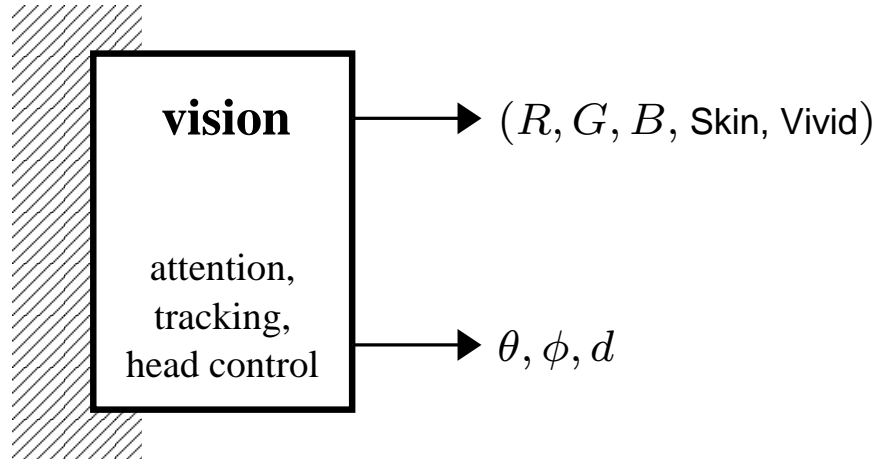 vision
(R, G, B, Skin, Vivid)
attention,
tracking,
head control
θ, ϕ, d